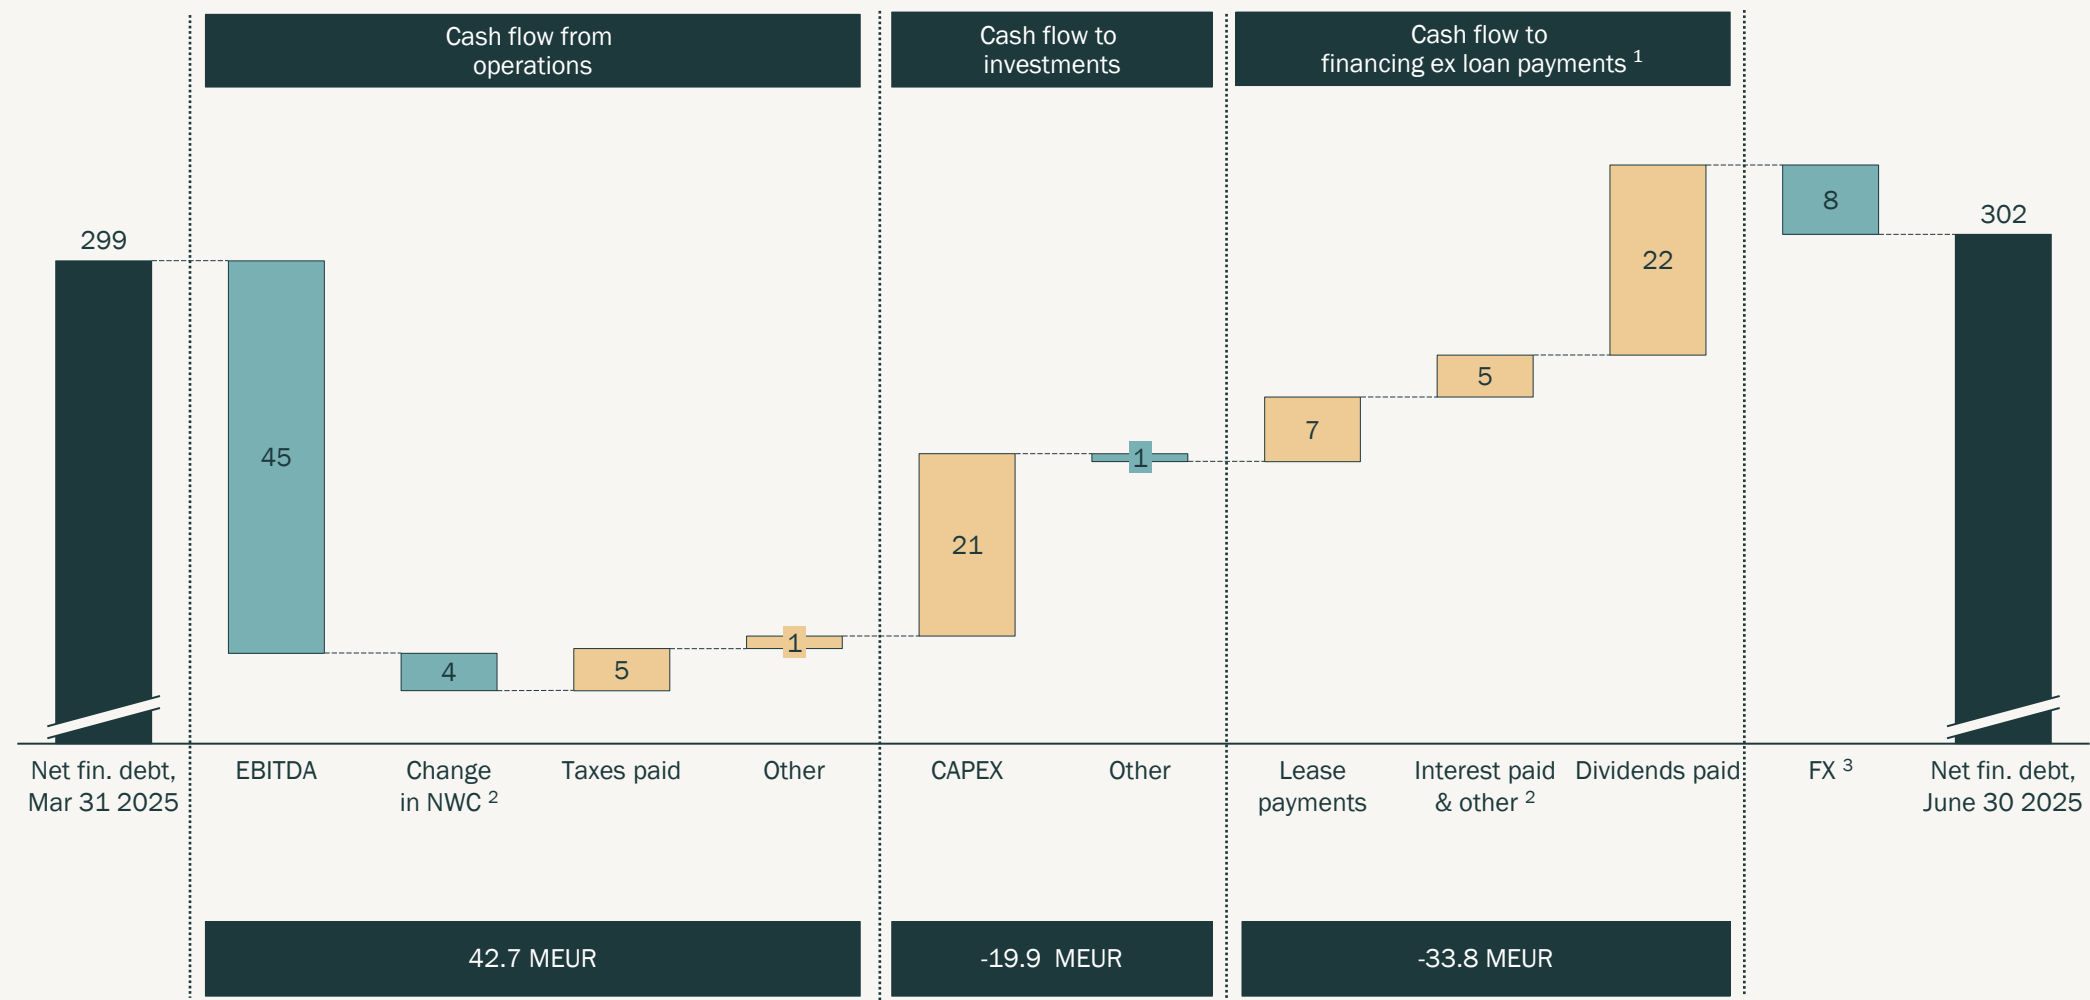 Cash flow from
operations
Cash flow to
investments
Cash flow to
financing ex loan payments 1
299
45
4
5
1
21
1
7
5
22
8
302
Net fin. debt,
Mar 31 2025
EBITDA
Change
in NWC 2
Taxes paid
Other
CAPEX
Other
Lease
payments
Interest paid
& other 2
Dividends paid
FX 3
Net fin. debt,
June 30 2025
42.7 MEUR
-19.9 MEUR
-33.8 MEUR